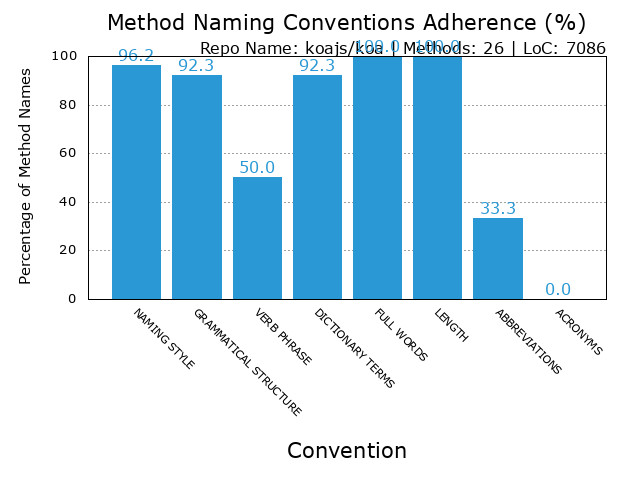 Method Naming Conventions Adherence (%)
Repo Name: koajs/koa | Methods: 26 | LoC: 7086
Percentage of Method Names
100
80
60
40
20
0
96.2
92.3
50.0
92.3
100.0
100.0
33.3
0.0
NAMING STYLE
GRAMMATICAL STRUCTURE
VERB PHRASE
DICTIONARY TERMS
FULL WORDS
LENGTH
ABBREVIATIONS
ACRONYMS
Convention